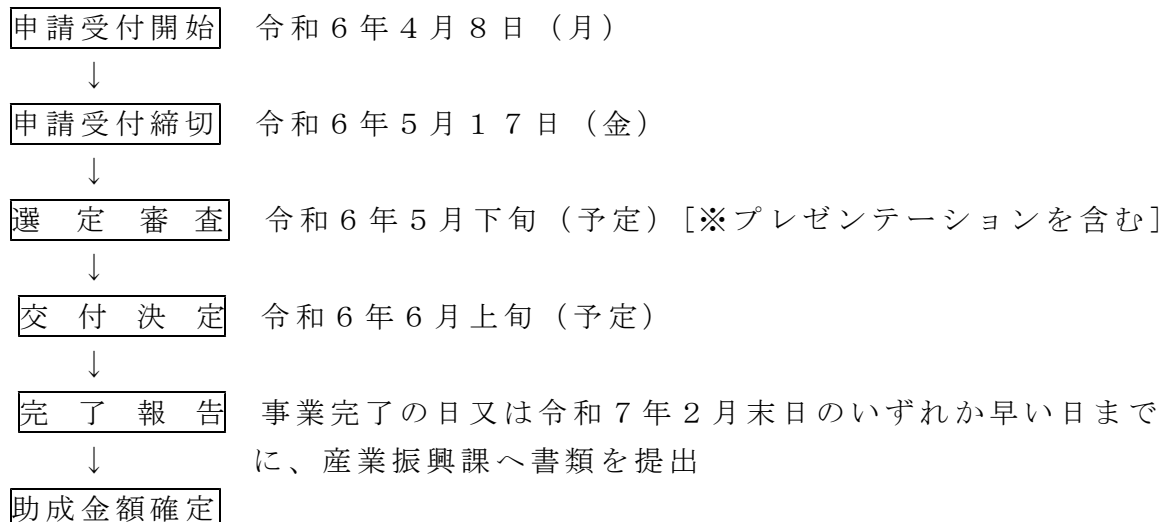 申請受付開始 令和６年４月８日（月）
↓
申請受付締切 令和６年５月１７日（金）
↓
選定審査 令和６年５月下旬（予定）［※プレゼンテーションを含む］
↓
交付決定 令和６年６月上旬（予定）
↓
完了報告 事業完了の日又は令和７年２月末日のいずれか早い日まで
↓ に、産業振興課へ書類を提出
助成金額確定